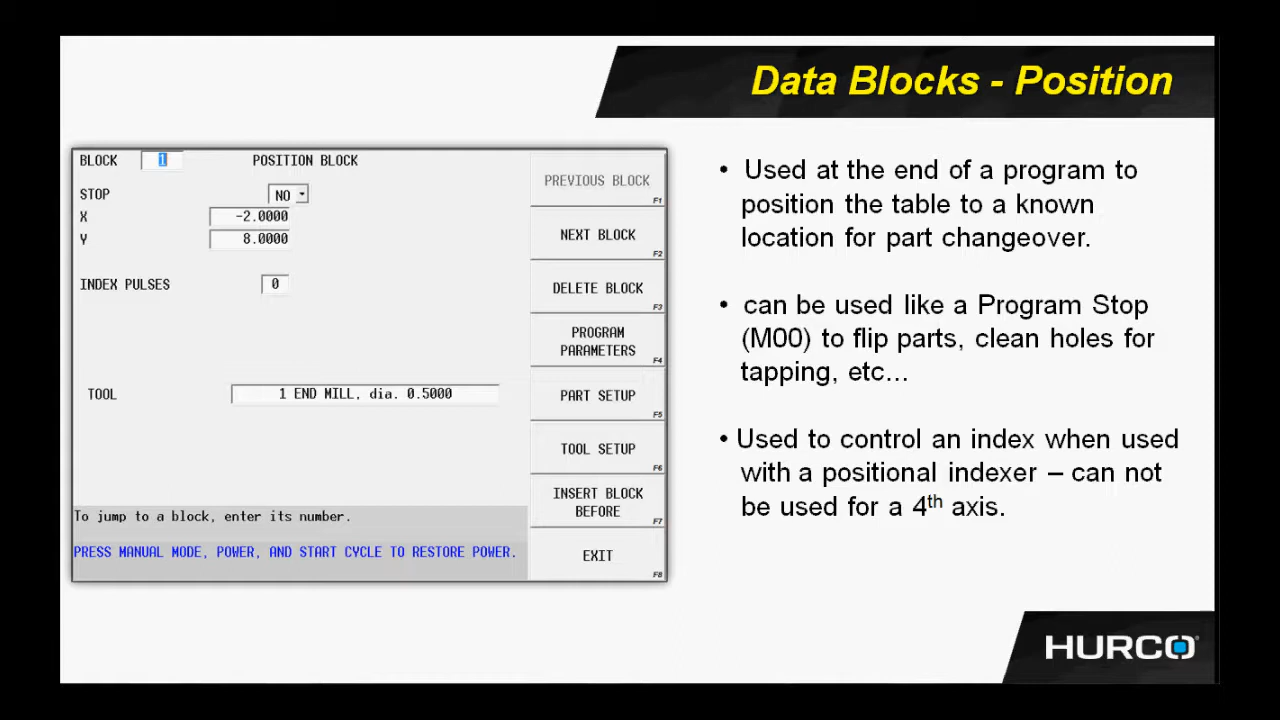 Data Blocks - Position
BLOCK 1 POSITION BLOCK
STOP NO
X -2.0000
Y 8.0000
INDEX PULSES 0
TOOL 1 END MILL, dia. 0.5000
To jump to a block, enter its number.
PRESS MANUAL MODE, POWER, AND START CYCLE TO RESTORE POWER.
PREVIOUS BLOCK
F1
NEXT BLOCK
F2
DELETE BLOCK
F3
PROGRAM
PARAMETERS
F4
PART SETUP
F5
TOOL SETUP
F6
INSERT BLOCK
BEFORE
F7
EXIT
F8
• Used at the end of a program to
position the table to a known
location for part changeover.
• can be used like a Program Stop
(M00) to flip parts, clean holes for
tapping, etc...
• Used to control an index when used
with a positional indexer – can not
be used for a 4th axis.
HURCO